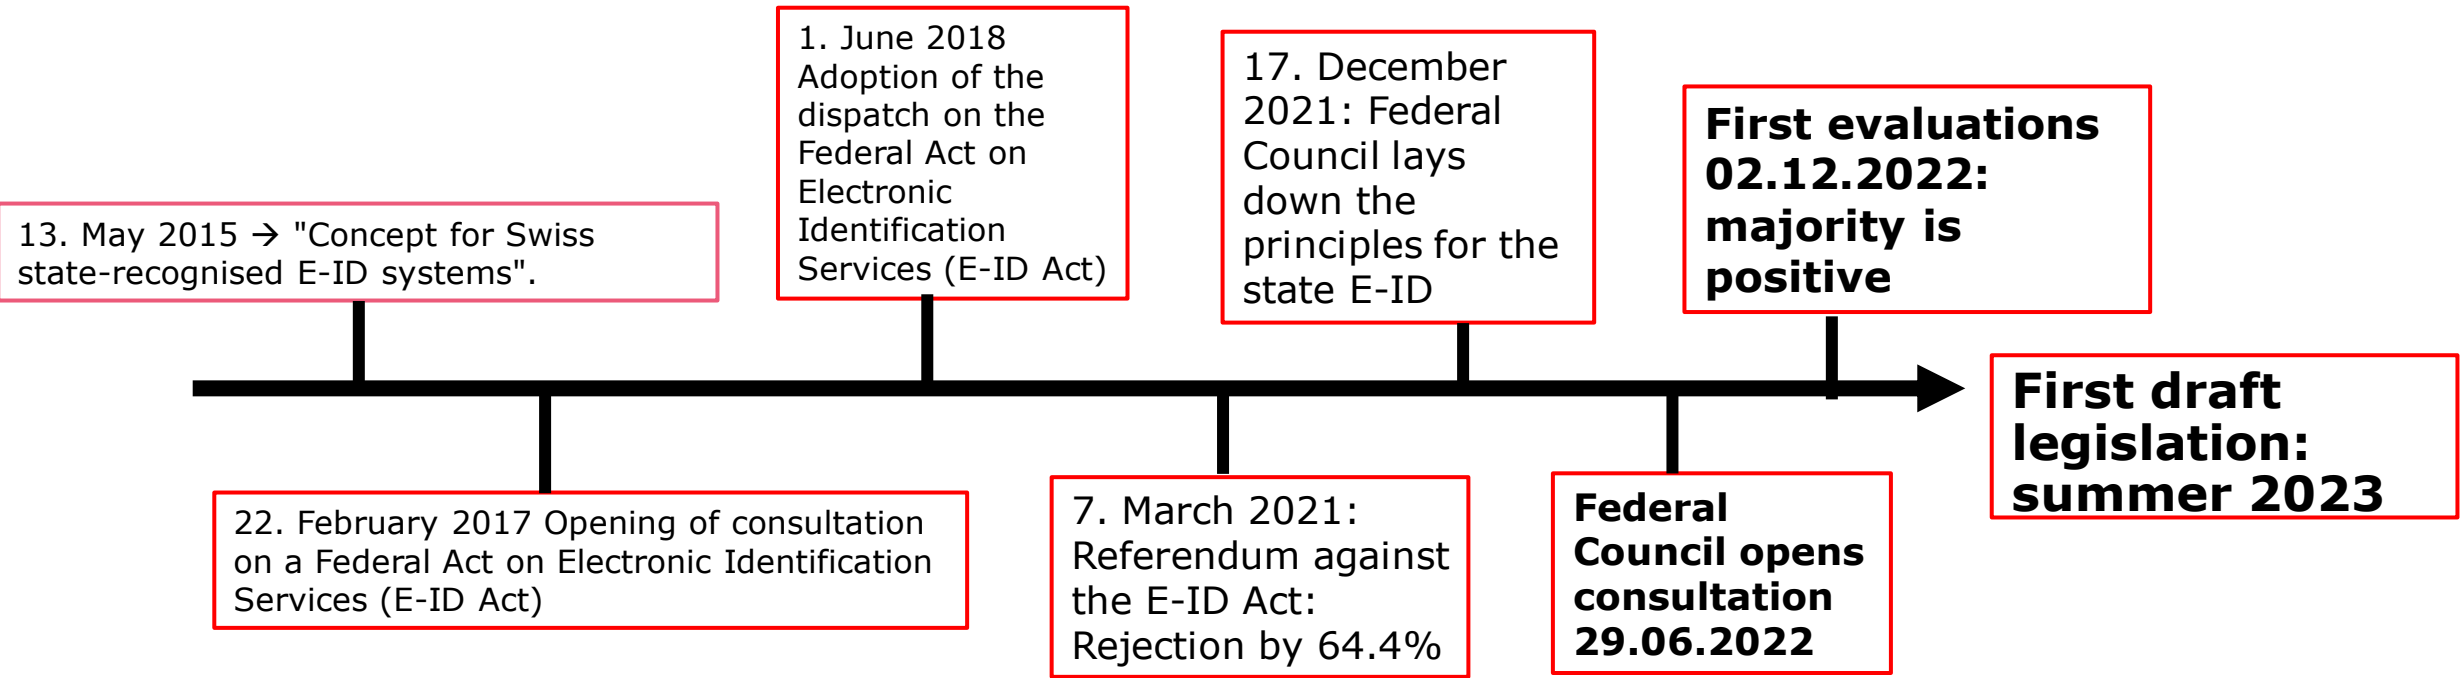 13. May 2015 → "Concept for Swiss
state-recognised E-ID systems".
22. February 2017 Opening of consultation
on a Federal Act on Electronic Identification
Services (E-ID Act)
1. June 2018
Adoption of the
dispatch on the
Federal Act on
Electronic
Identification
Services (E-ID Act)
7. March 2021:
Referendum against
the E-ID Act:
Rejection by 64.4%
17. December
2021: Federal
Council lays
down the
principles for the
state E-ID
Federal
Council opens
consultation
29.06.2022
First evaluations
02.12.2022:
majority is
positive
First draft
legislation:
summer 2023